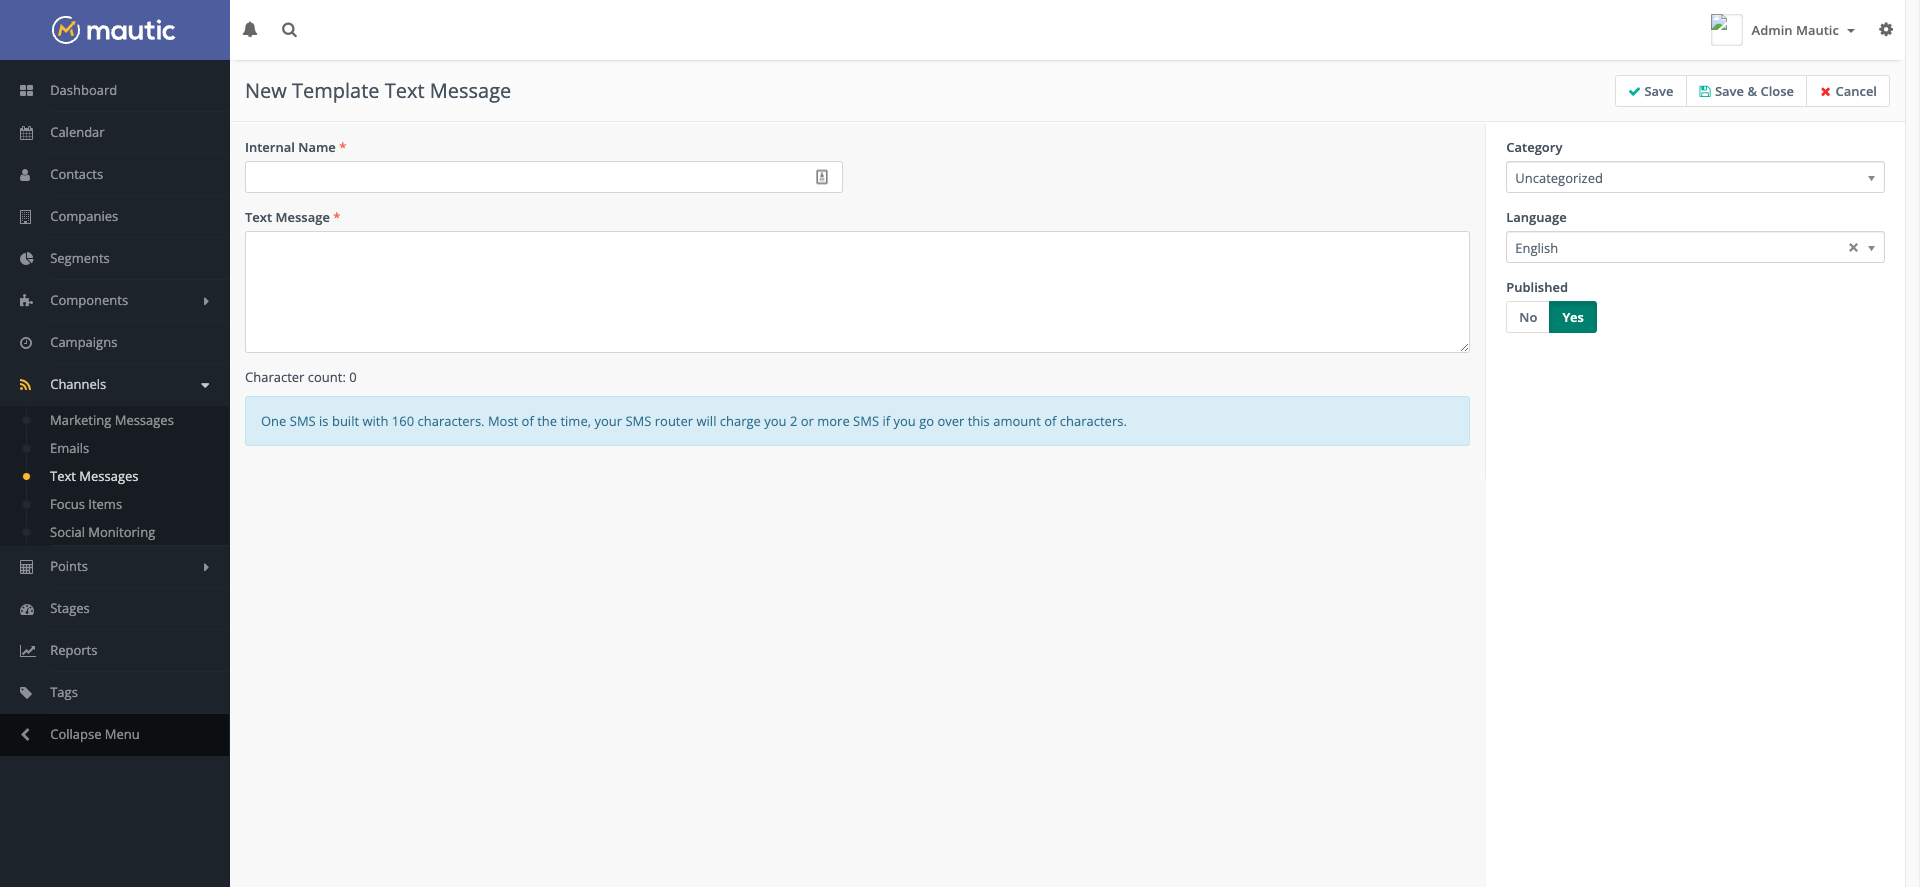 mautic
Admin Mautic
Dashboard
Calendar
Contacts
Companies
Segments
Components
Campaigns
Channels
Marketing Messages
Emails
Text Messages
Focus Items
Social Monitoring
Points
Stages
Reports
Tags
Collapse Menu
New Template Text Message
Save
Save & Close
Cancel
Internal Name *
Text Message *
Character count: 0
One SMS is built with 160 characters. Most of the time, your SMS router will charge you 2 or more SMS if you go over this amount of characters.
Category
Uncategorized
Language
English
Published
No Yes